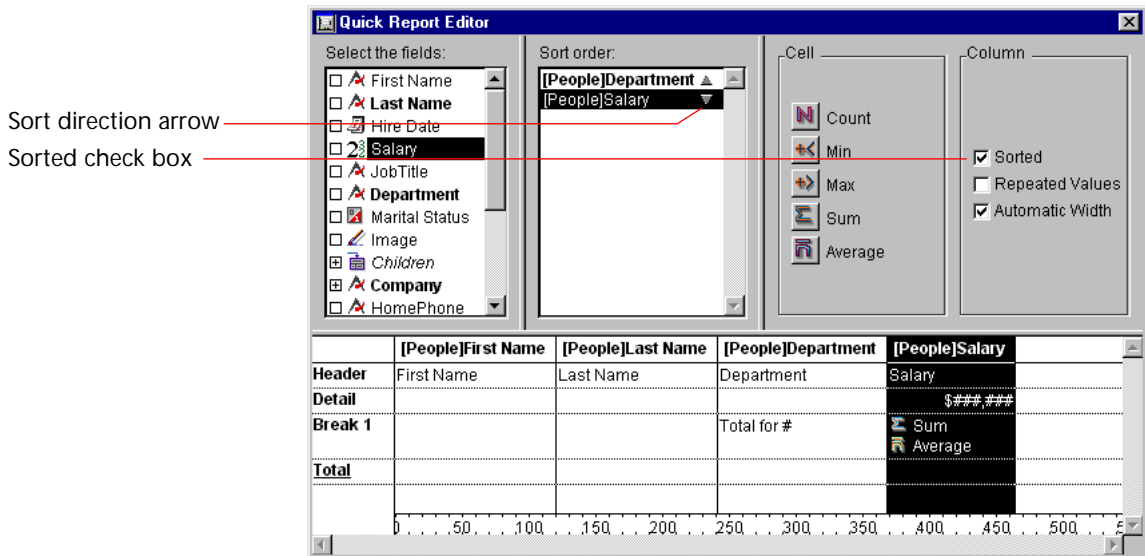 Quick Report Editor
Select the fields:
First Name
Last Name
Hire Date
Salary
JobTitle
Department
Marital Status
Image
Children
Company
HomePhone
Sort order:
[People]Department
[People]Salary
Cell
Count
Min
Max
Sum
Average
Column
Sorted
Repeated Values
Automatic Width
Sort direction arrow
Sorted check box
[People]First Name [People]Last Name [People]Department [People]Salary
Header First Name Last Name Department Salary
Detail $###,###
Break 1 Total for # Sum
Average
Total
0 50 100 150 200 250 300 350 400 450 500